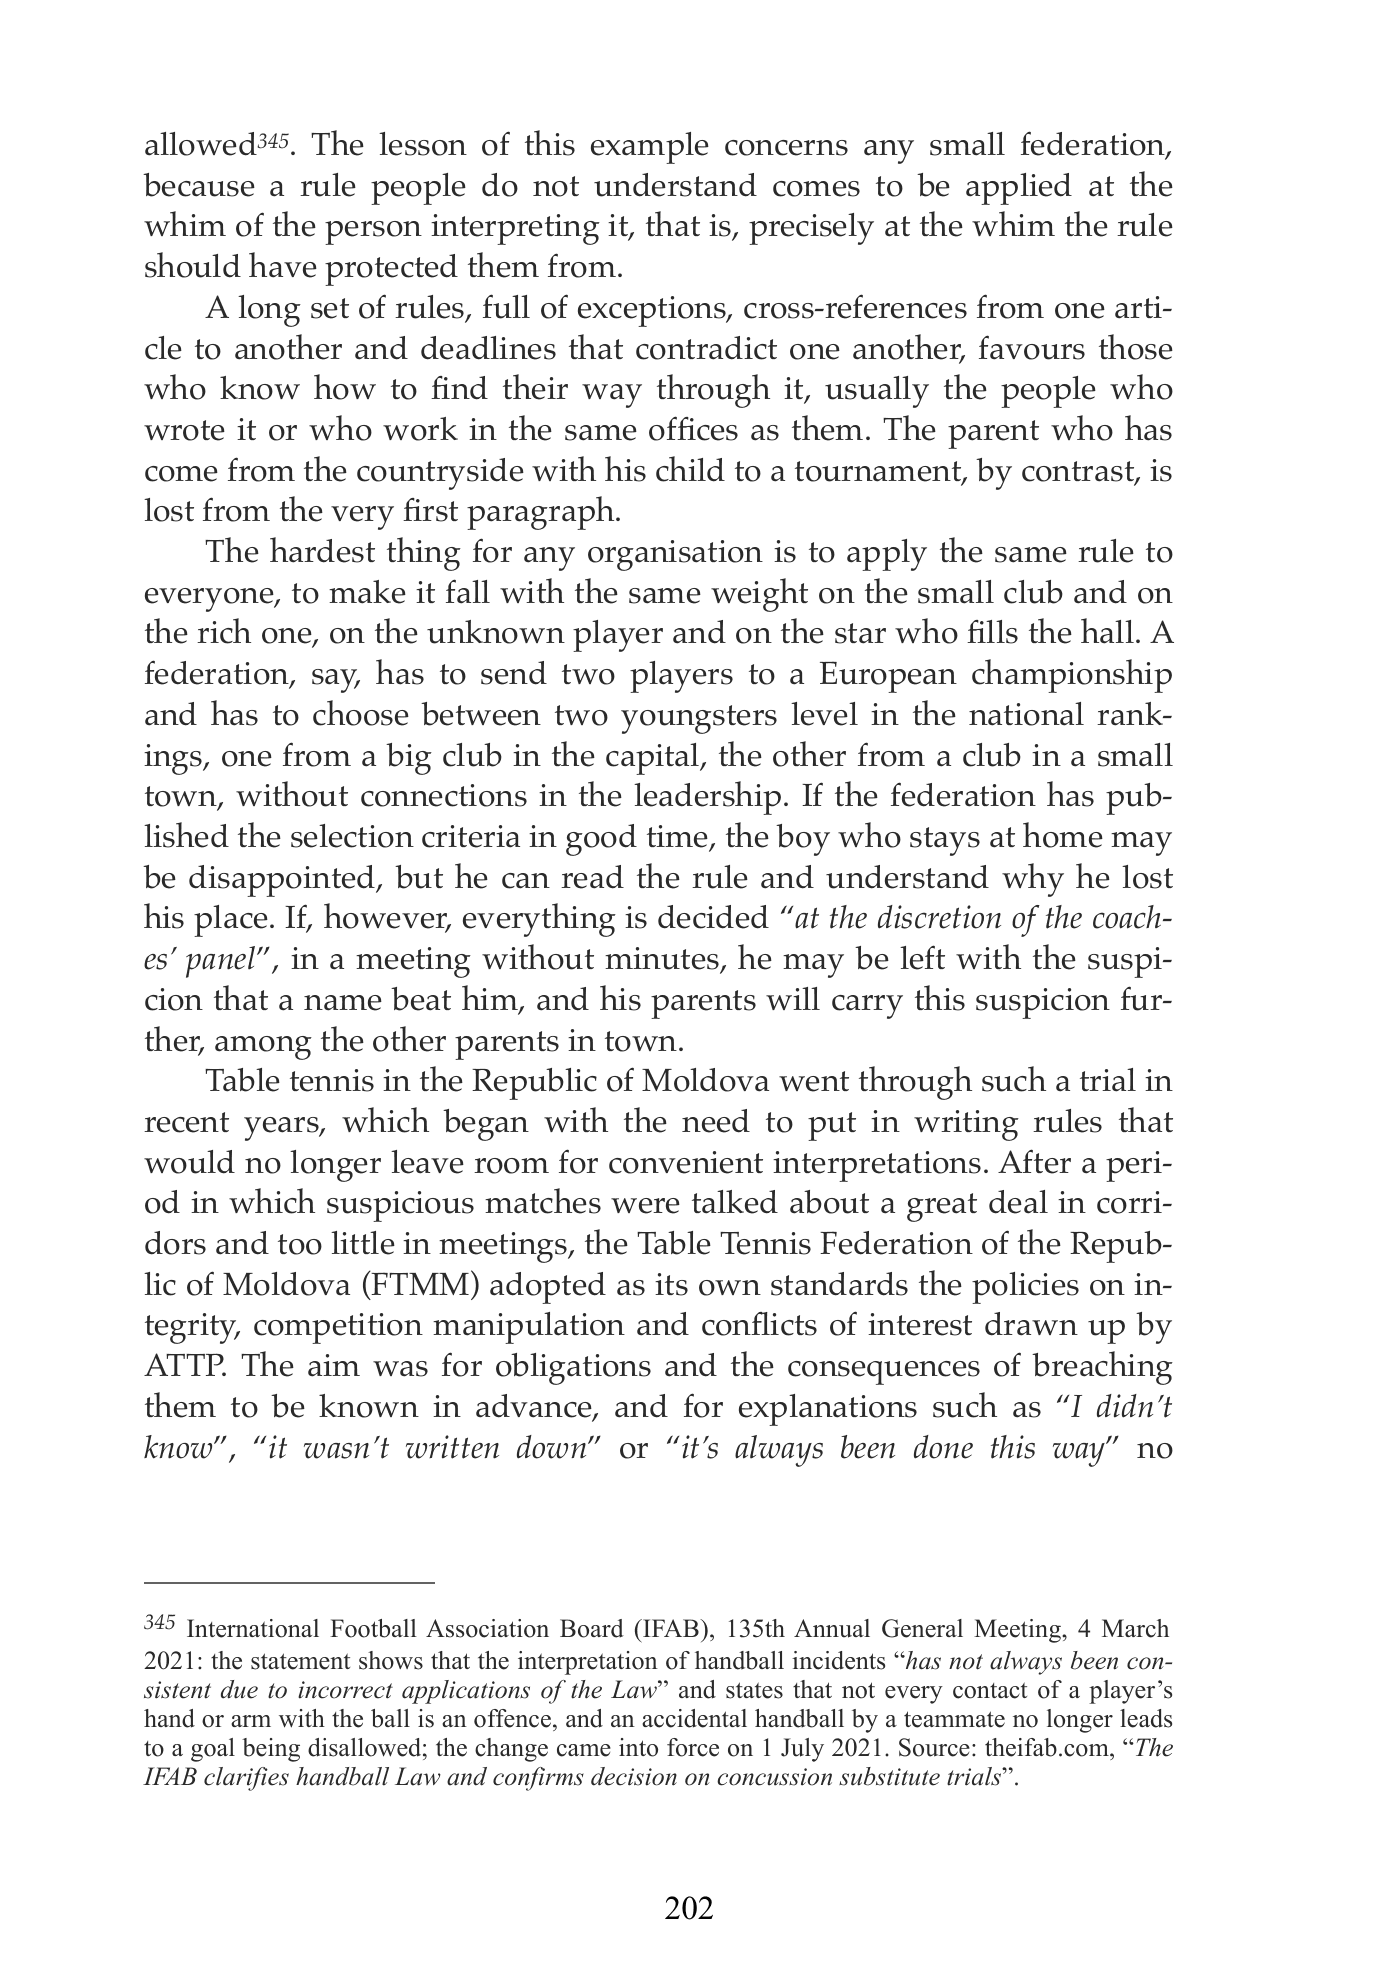 allowed345. The lesson of this example concerns any small federation,
because a rule people do not understand comes to be applied at the
whim of the person interpreting it, that is, precisely at the whim the rule
should have protected them from.
A long set of rules, full of exceptions, cross-references from one arti-
cle to another and deadlines that contradict one another, favours those
who know how to find their way through it, usually the people who
wrote it or who work in the same offices as them. The parent who has
come from the countryside with his child to a tournament, by contrast, is
lost from the very first paragraph.
The hardest thing for any organisation is to apply the same rule to
everyone, to make it fall with the same weight on the small club and on
the rich one, on the unknown player and on the star who fills the hall. A
federation, say, has to send two players to a European championship
and has to choose between two youngsters level in the national rank-
ings, one from a big club in the capital, the other from a club in a small
town, without connections in the leadership. If the federation has pub-
lished the selection criteria in good time, the boy who stays at home may
be disappointed, but he can read the rule and understand why he lost
his place. If, however, everything is decided “at the discretion of the coach-
es’ panel”, in a meeting without minutes, he may be left with the suspi-
cion that a name beat him, and his parents will carry this suspicion fur-
ther, among the other parents in town.
Table tennis in the Republic of Moldova went through such a trial in
recent years, which began with the need to put in writing rules that
would no longer leave room for convenient interpretations. After a peri-
od in which suspicious matches were talked about a great deal in corri-
dors and too little in meetings, the Table Tennis Federation of the Repub-
lic of Moldova (FTMM) adopted as its own standards the policies on in-
tegrity, competition manipulation and conflicts of interest drawn up by
ATTP. The aim was for obligations and the consequences of breaching
them to be known in advance, and for explanations such as “I didn’t
know”, “it wasn’t written down” or “it’s always been done this way” no
345 International Football Association Board (IFAB), 135th Annual General Meeting, 4 March
2021: the statement shows that the interpretation of handball incidents “has not always been con-
sistent due to incorrect applications of the Law” and states that not every contact of a player’s
hand or arm with the ball is an offence, and an accidental handball by a teammate no longer leads
to a goal being disallowed; the change came into force on 1 July 2021. Source: theifab.com, “The
IFAB clarifies handball Law and confirms decision on concussion substitute trials”.
202